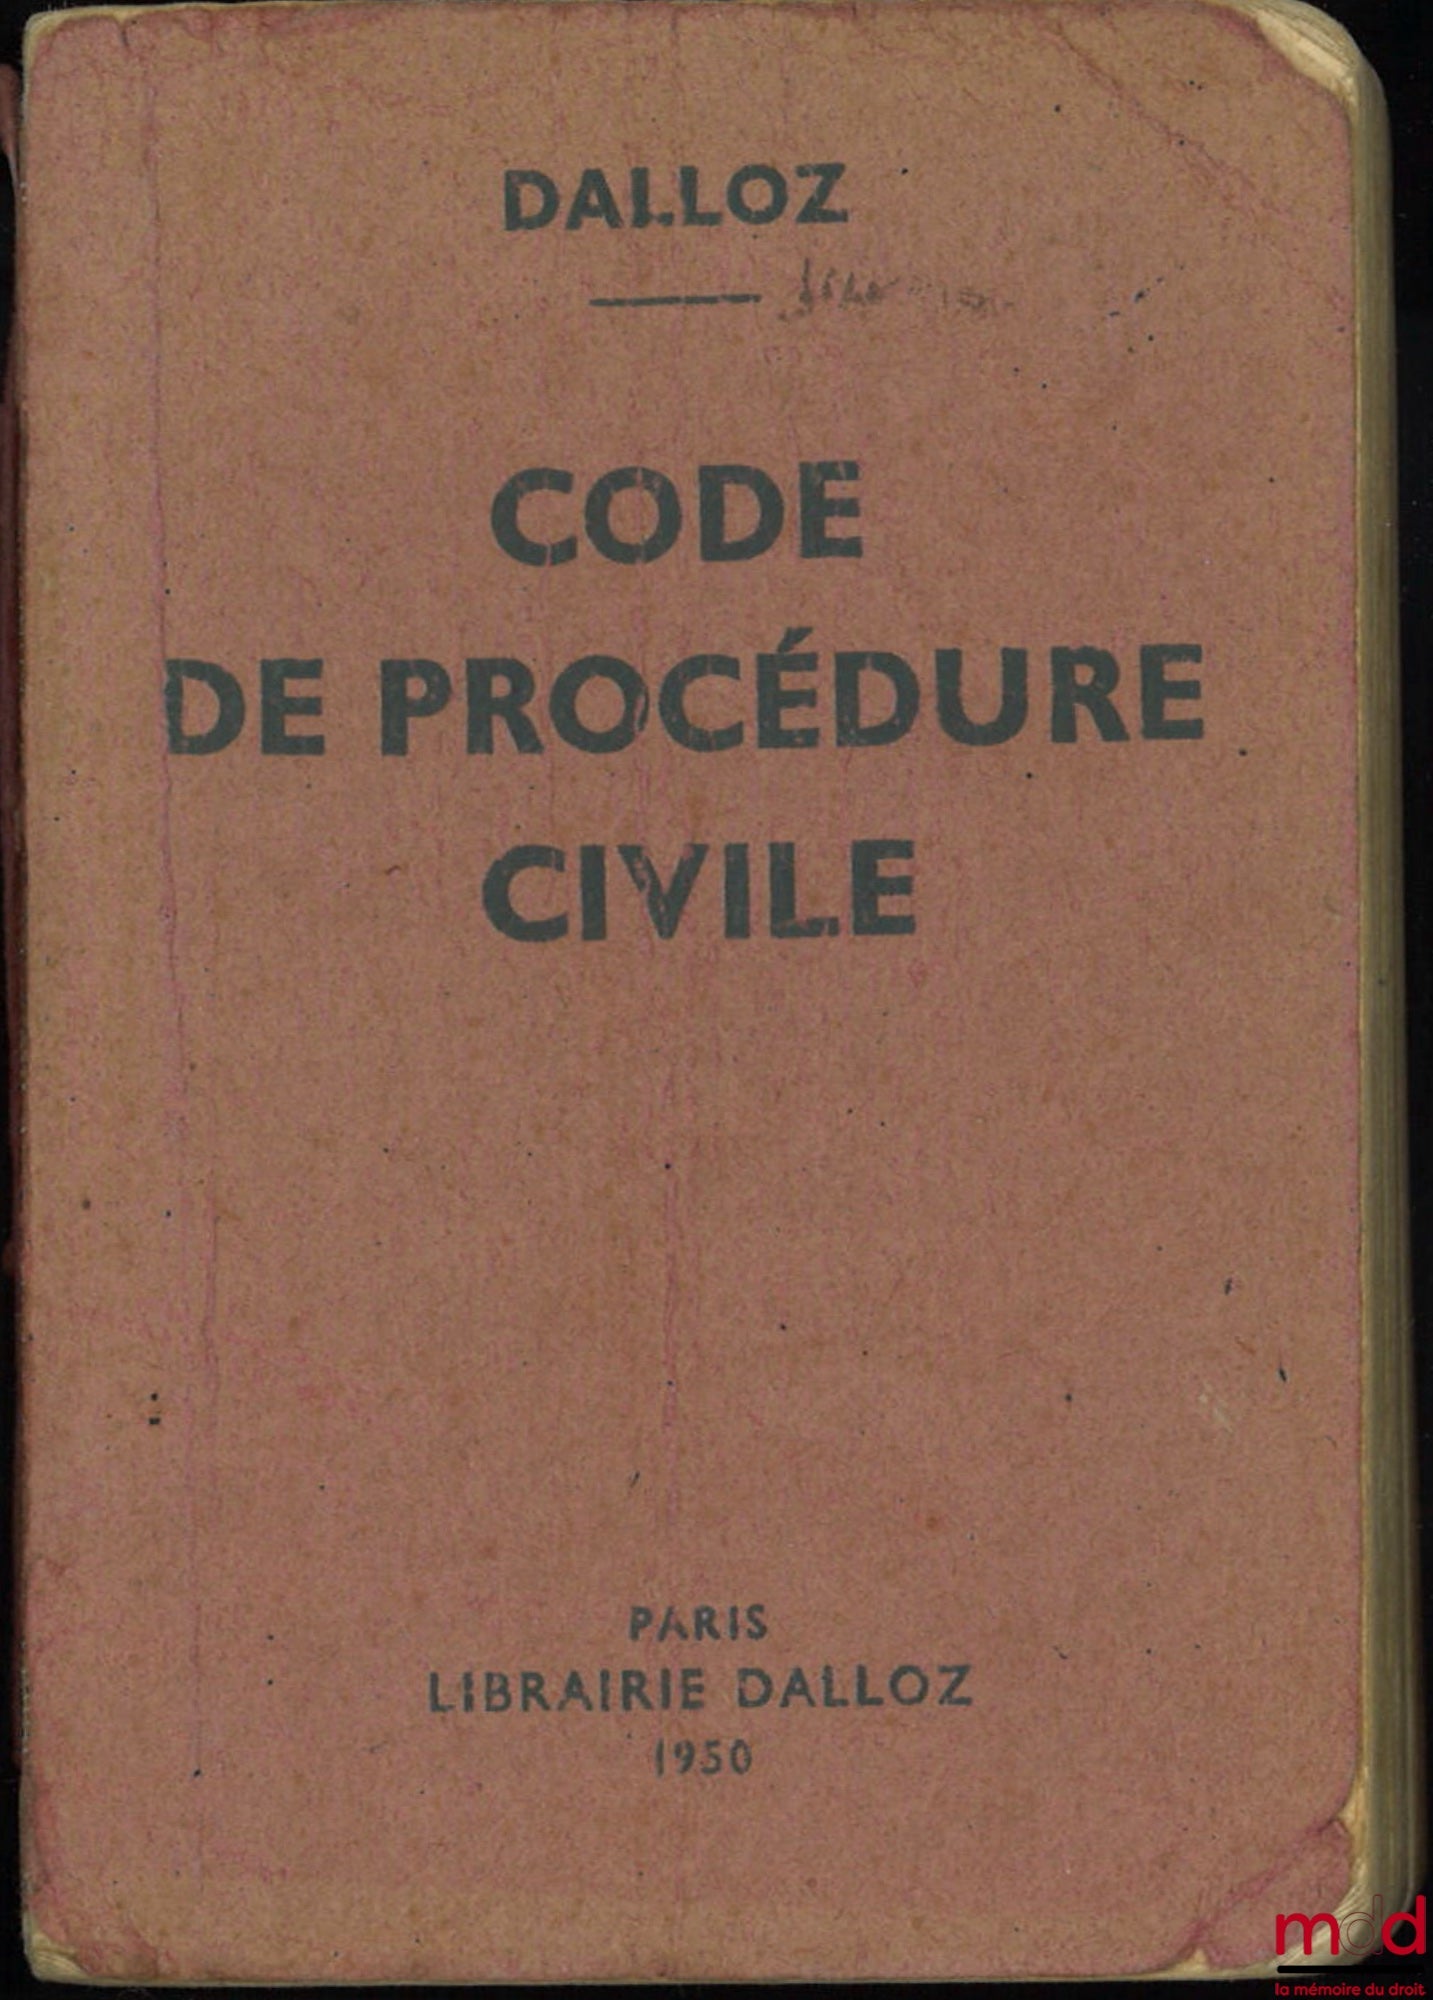 DALLOZ
CODE
DE PROCÉDURE
CIVILE
PARIS
LIBRAIRIE DALLOZ
1950
mdd
la mémoire du droit